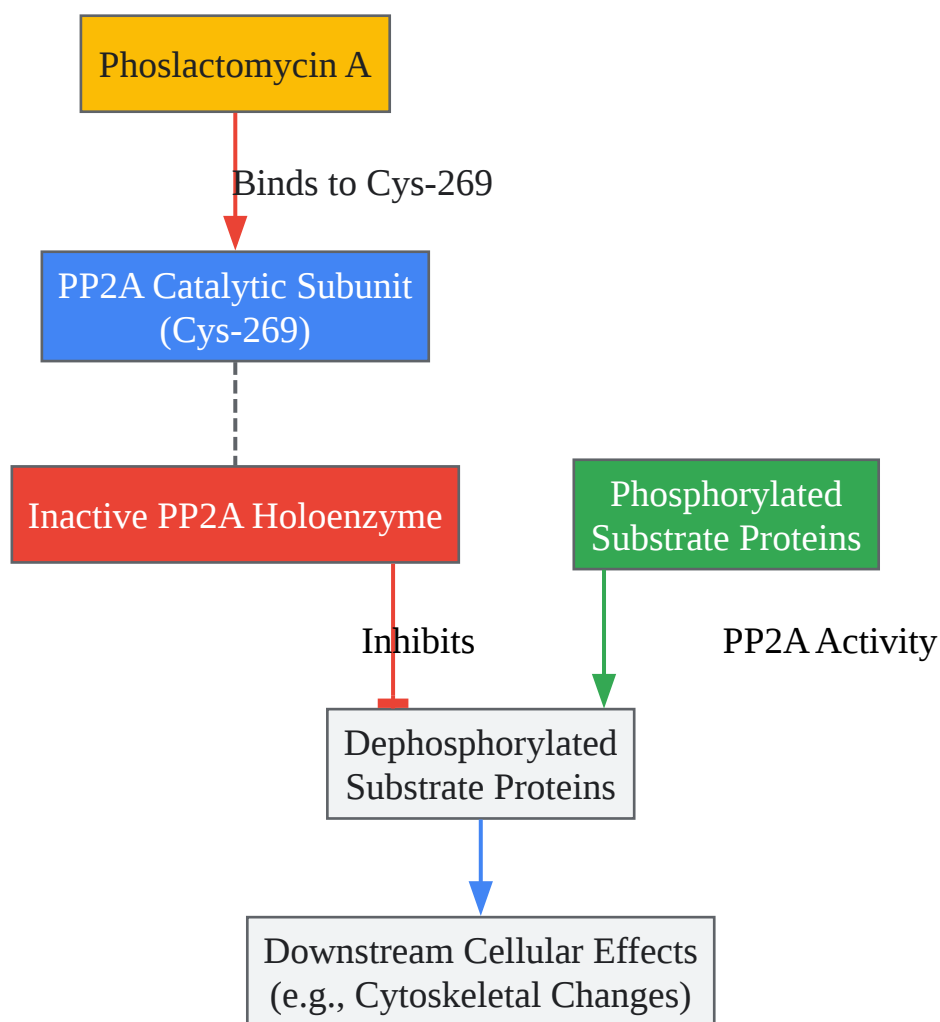 Phoslactomycin A
Binds to Cys-269
PP2A Catalytic Subunit
(Cys-269)
Inactive PP2A Holoenzyme
Phosphorylated
Substrate Proteins
Inhibits
PP2A Activity
Dephosphorylated
Substrate Proteins
Downstream Cellular Effects
(e.g., Cytoskeletal Changes)